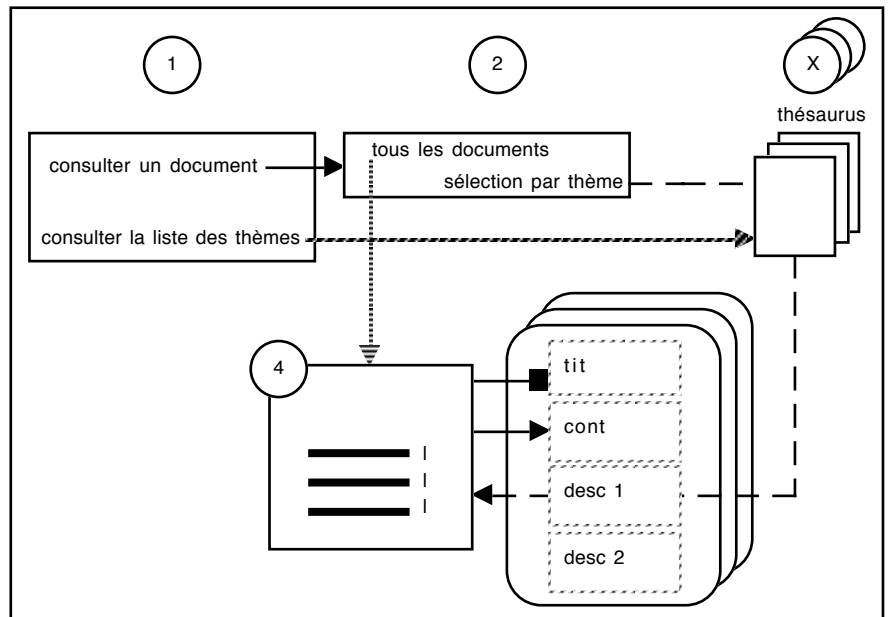 1
2
X
thésaurus
tous les documents
consulter un document
sélection par thème
consulter la liste des thèmes
4
tit
cont
desc 1
desc 2